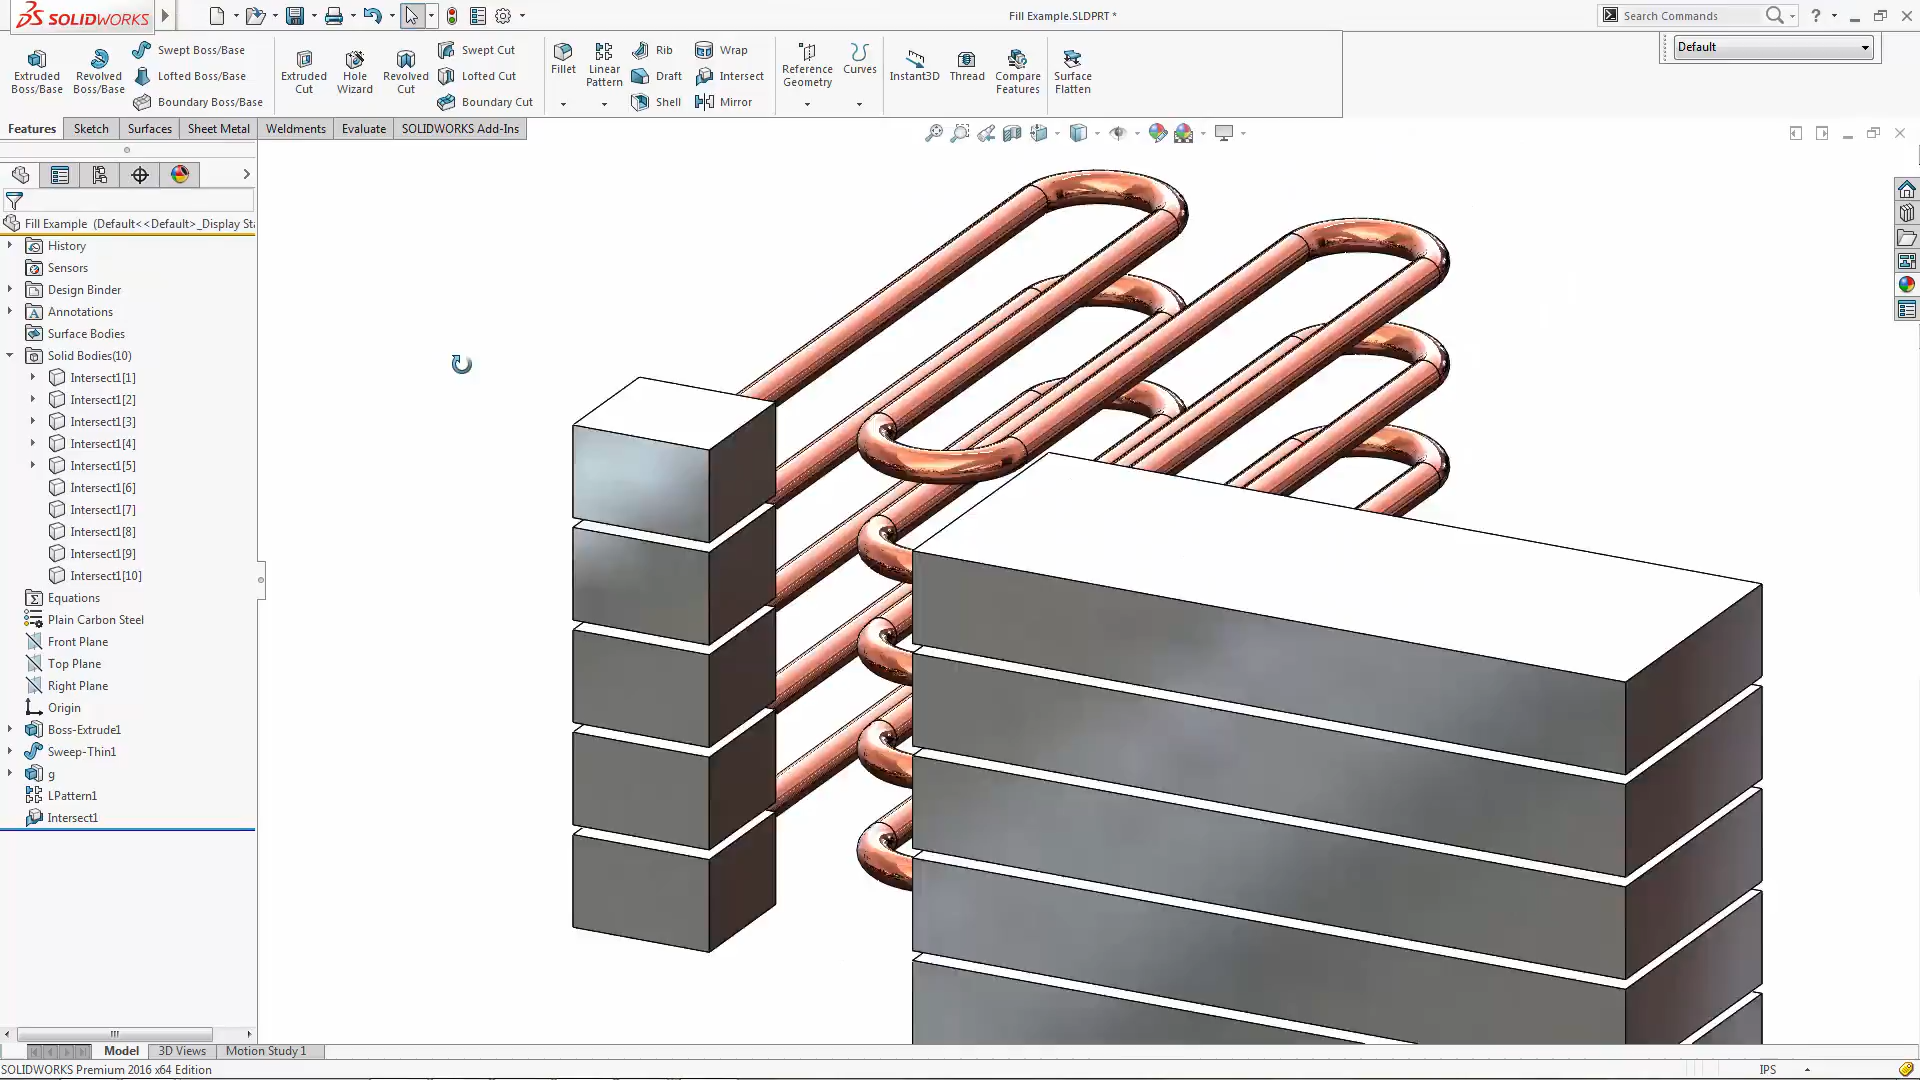 SOLIDWORKS
Fill Example.SLDPRT *
Search Commands
?
Default
Extruded Boss/Base
Revolved Boss/Base
Swept Boss/Base
Lofted Boss/Base
Boundary Boss/Base
Extruded Cut
Hole Wizard
Revolved Cut
Swept Cut
Lofted Cut
Boundary Cut
Fillet
Linear Pattern
Rib
Draft
Shell
Wrap
Intersect
Mirror
Reference Geometry
Curves
Instant3D
Thread
Compare Features
Surface Flatten
Features
Sketch
Surfaces
Sheet Metal
Weldments
Evaluate
SOLIDWORKS Add-Ins
Fill Example (Default<<Default>_Display St
History
Sensors
Design Binder
Annotations
Surface Bodies
Solid Bodies(10)
Intersect1[1]
Intersect1[2]
Intersect1[3]
Intersect1[4]
Intersect1[5]
Intersect1[6]
Intersect1[7]
Intersect1[8]
Intersect1[9]
Intersect1[10]
Equations
Plain Carbon Steel
Front Plane
Top Plane
Right Plane
Origin
Boss-Extrude1
Sweep-Thin1
g
LPattern1
Intersect1
Model
3D Views
Motion Study 1
SOLIDWORKS Premium 2016 x64 Edition
IPS